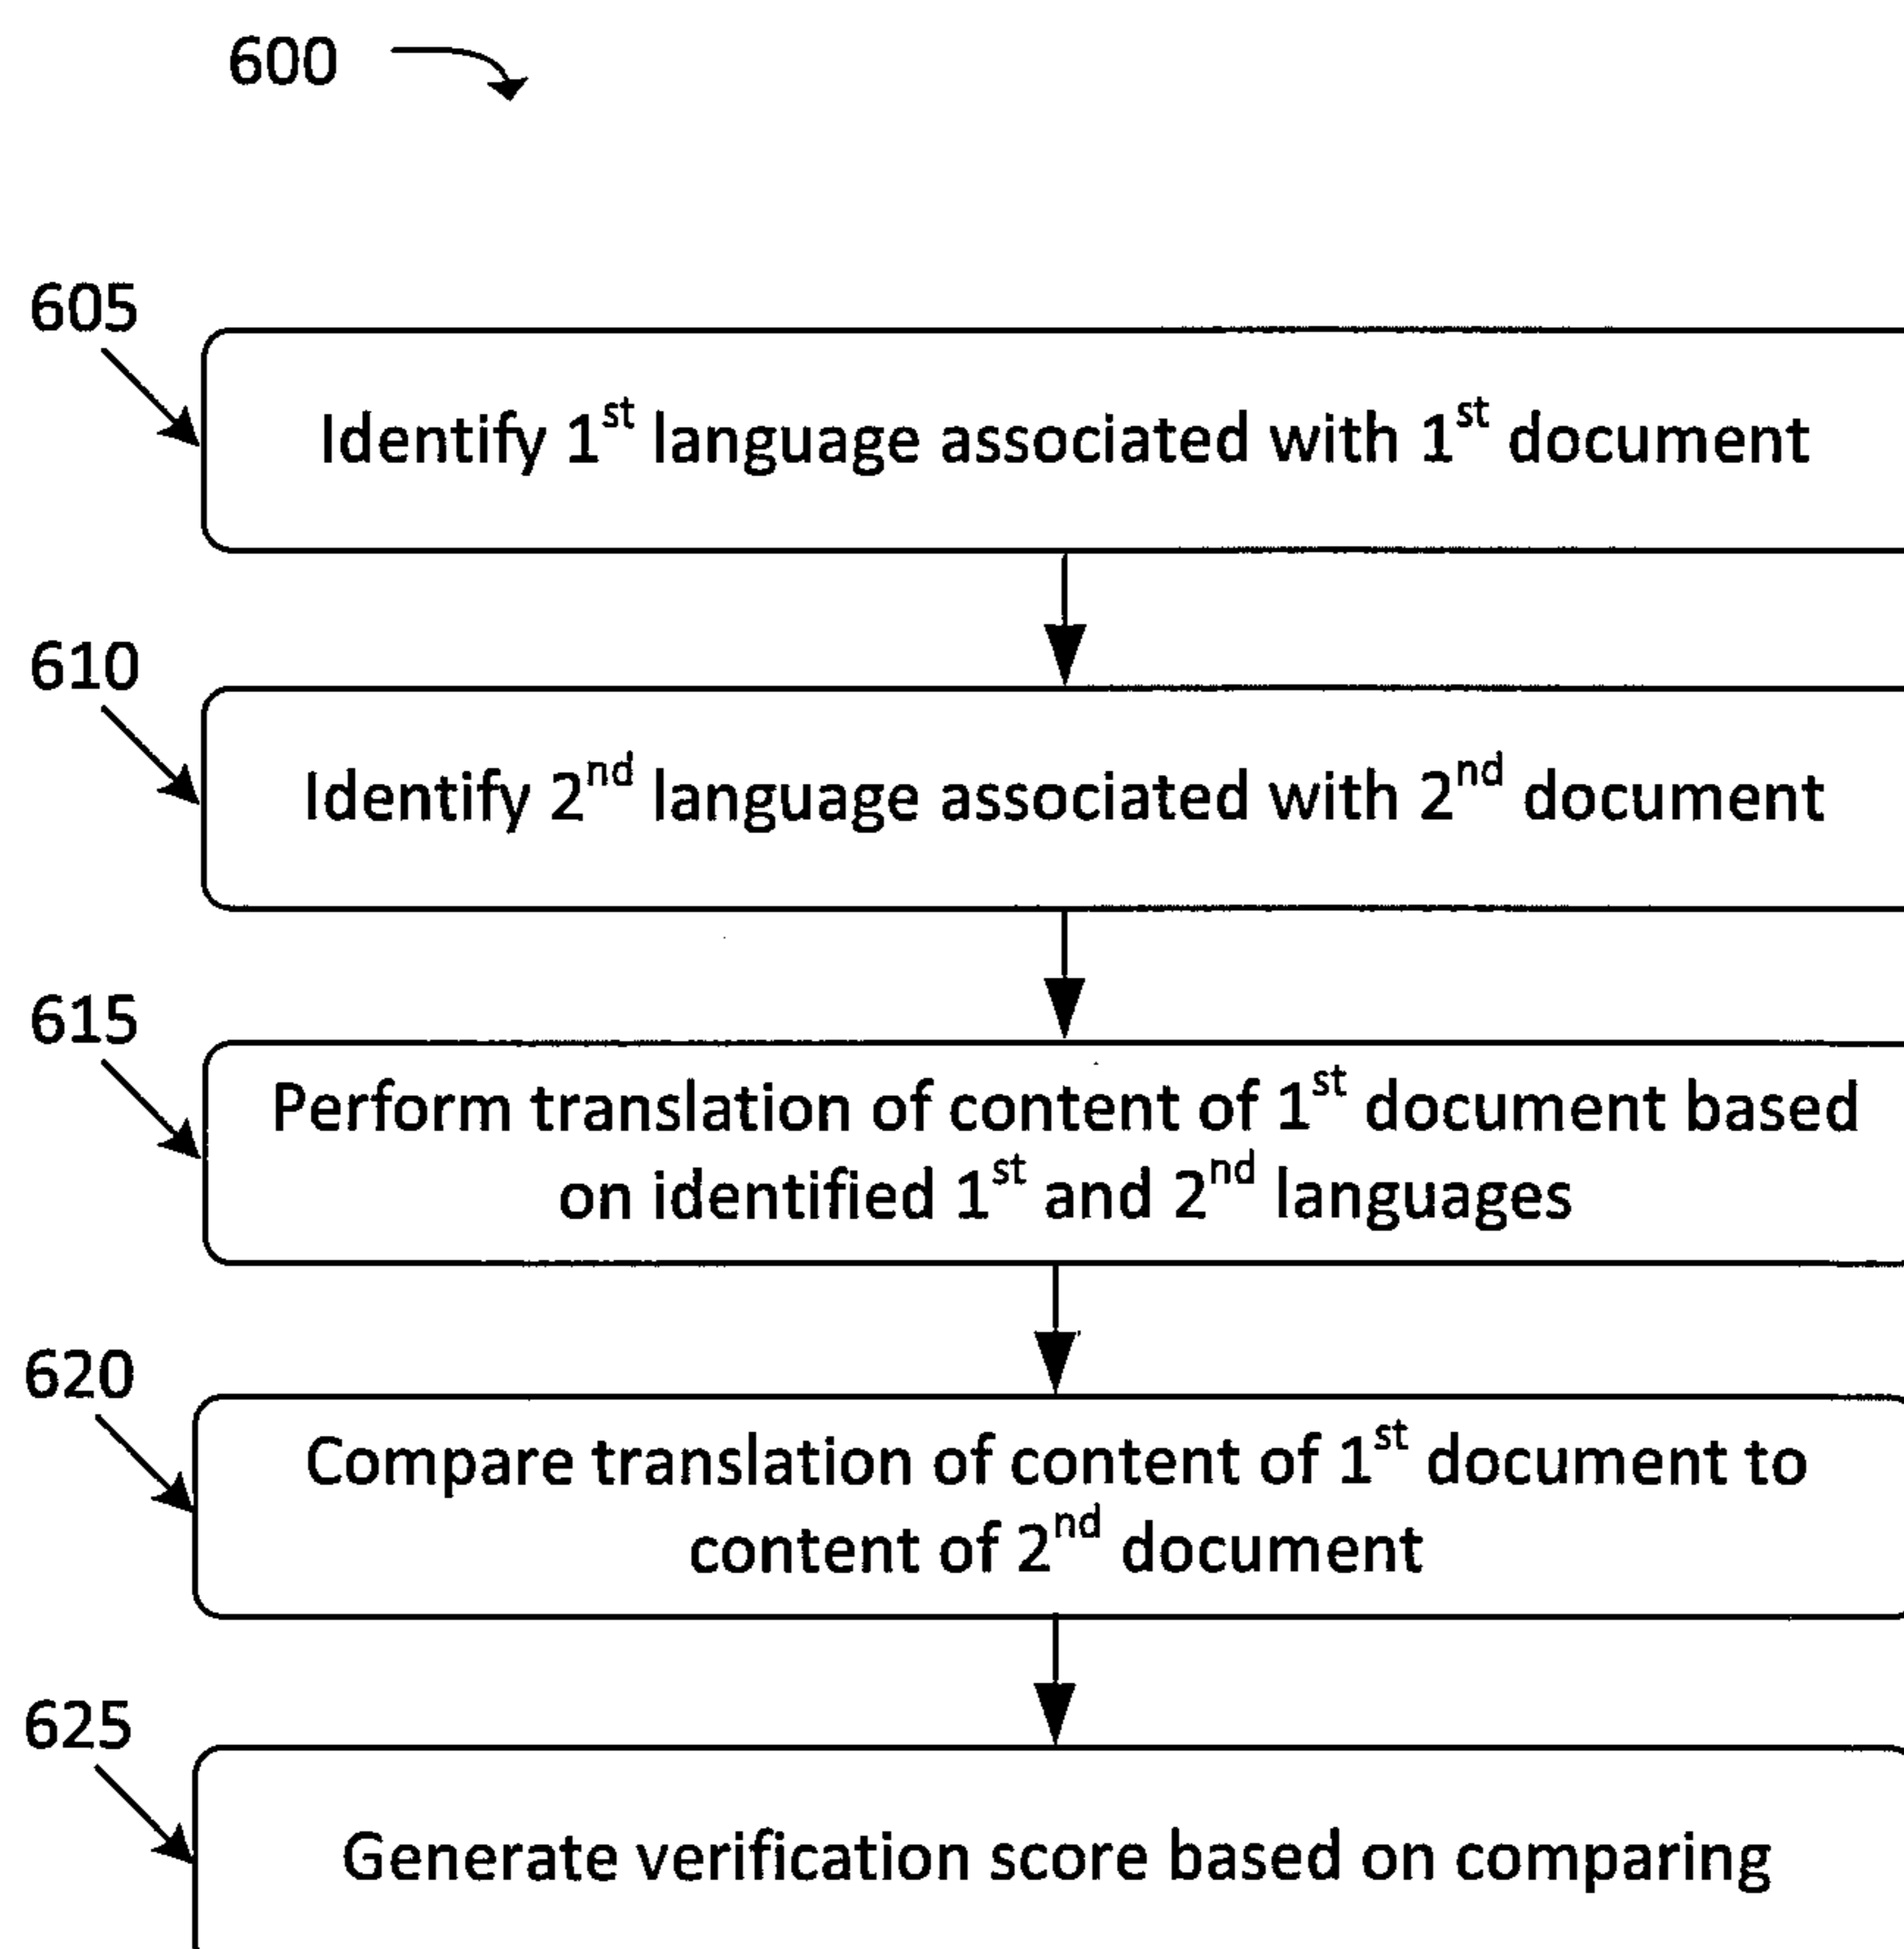 600
605
Identify 1st language associated with 1st document
610
Identify 2nd language associated with 2nd document
615
Perform translation of content of 1st document based
on identified 1st and 2nd languages
620
Compare translation of content of 1st document to
content of 2nd document
625
Generate verification score based on comparing